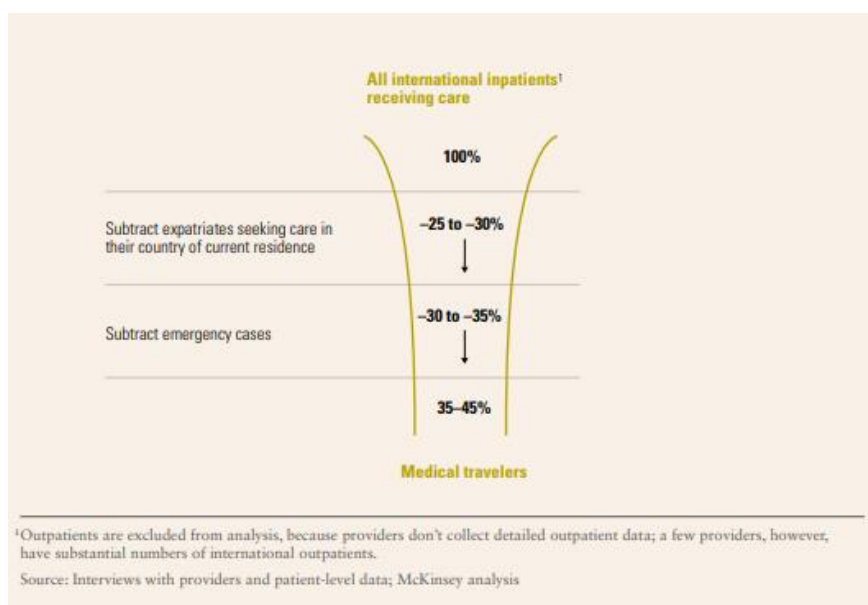 All international inpatients¹
receiving care
100%
Subtract expatriates seeking care in
their country of current residence
–25 to –30%
Subtract emergency cases
–30 to –35%
35–45%
Medical travelers
¹Outpatients are excluded from analysis, because providers don't collect detailed outpatient data; a few providers, however,
have substantial numbers of international outpatients.
Source: Interviews with providers and patient-level data; McKinsey analysis